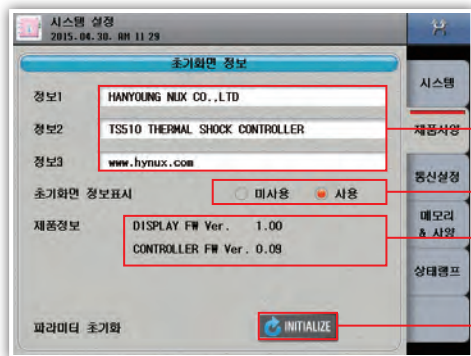 시스템 설정
2015.04.30. AM 11 29
초기화면 정보
정보1 HANYOUNG NUX CO.,LTD
정보2 TS510 THERMAL SHOCK CONTROLLER
정보3 www.hynux.com
초기화면 정보표시 미사용 사용
제품정보 DISPLAY FW Ver. 1.00
CONTROLLER FW Ver. 0.09
파라미터 초기화 INITIALIZE
시스템
제품사양
통신설정
메모리
& 사양
상태램프